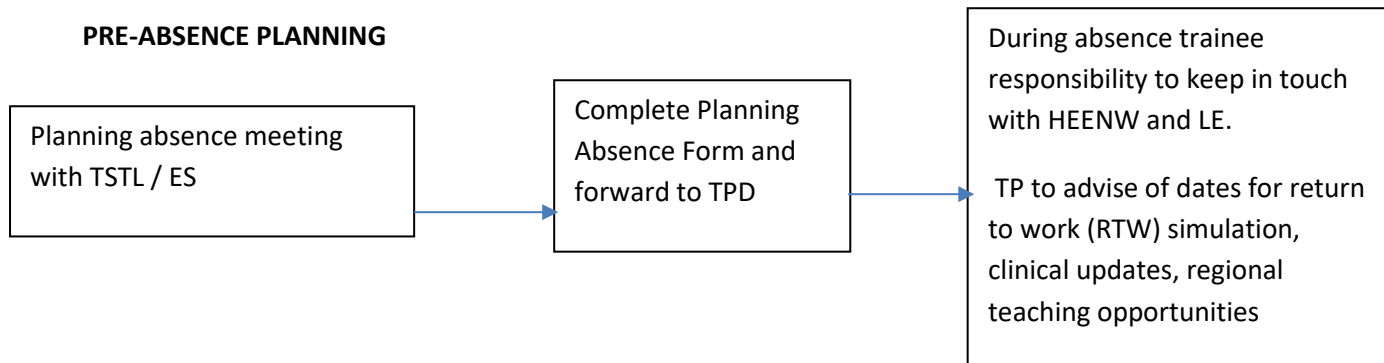 PRE-ABSENCE PLANNING
Planning absence meeting
with TSTL / ES
Complete Planning
Absence Form and
forward to TPD
During absence trainee
responsibility to keep in touch
with HEENW and LE.
TP to advise of dates for return
to work (RTW) simulation,
clinical updates, regional
teaching opportunities